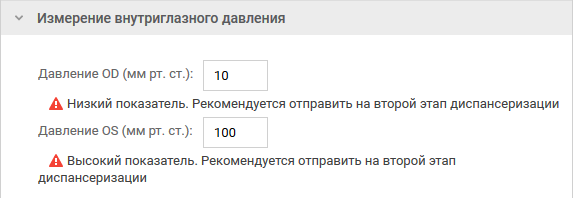 Измерение внутриглазного давления
Давление OD (мм рт. ст.): 10
Низкий показатель. Рекомендуется отправить на второй этап диспансеризации
Давление OS (мм рт. ст.): 100
Высокий показатель. Рекомендуется отправить на второй этап
диспансеризации